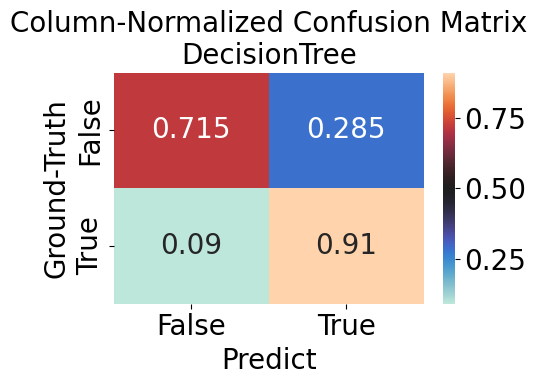 Column-Normalized Confusion Matrix
DecisionTree
Ground-Truth
False
True
0.715
0.285
0.09
0.91
False
True
Predict
0.75
0.50
0.25